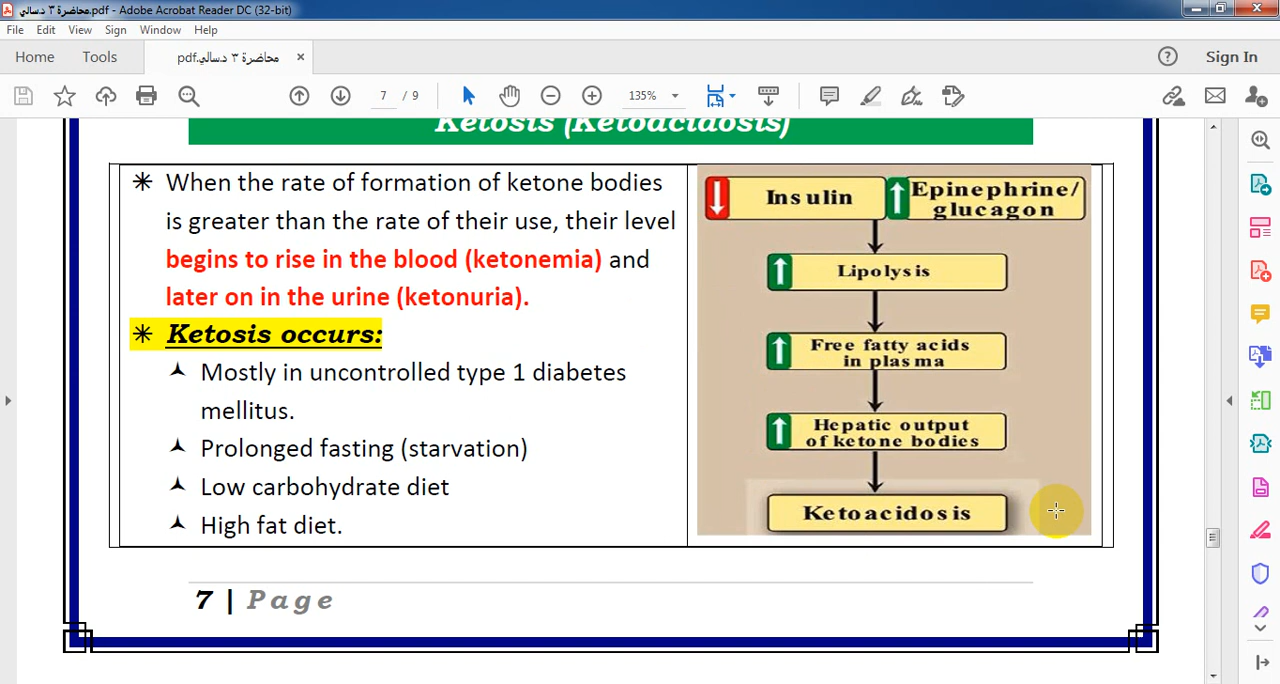 محاضرة ٣ د.سالي.pdf - Adobe Acrobat Reader DC (32-bit)
File Edit View Sign Window Help
Home Tools محاضرة ٣ د.سالي.pdf × ? Sign In
7 / 9 135%
Ketosis (Ketoacidosis)
When the rate of formation of ketone bodies
is greater than the rate of their use, their level
begins to rise in the blood (ketonemia) and
later on in the urine (ketonuria).
Ketosis occurs:
Mostly in uncontrolled type 1 diabetes
mellitus.
Prolonged fasting (starvation)
Low carbohydrate diet
High fat diet.
Insulin
Epinephrine/
glucagon
Lipolysis
Free fatty acids
in plasma
Hepatic output
of ketone bodies
Ketoacidosis
7 | Page